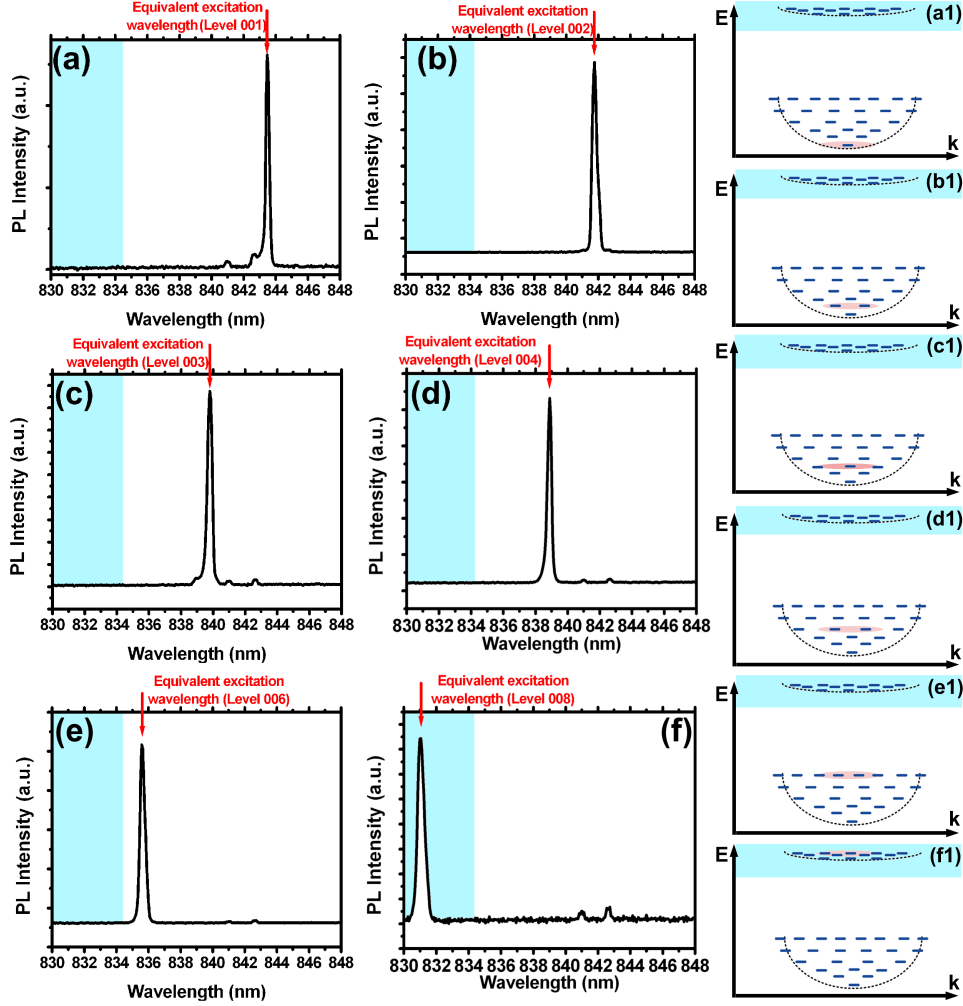 Equivalent excitation
wavelength (Level 001)
(a)
PL Intensity (a.u.)
830 832 834 836 838 840 842 844 846 848
Wavelength (nm)
Equivalent excitation
wavelength (Level 002)
(b)
PL Intensity (a.u.)
830 832 834 836 838 840 842 844 846 848
Wavelength (nm)
E
(a1)
k
E
(b1)
k
Equivalent excitation
wavelength (Level 003)
(c)
PL Intensity (a.u.)
830 832 834 836 838 840 842 844 846 848
Wavelength (nm)
Equivalent excitation
wavelength (Level 004)
(d)
PL Intensity (a.u.)
830 832 834 836 838 840 842 844 846 848
Wavelength (nm)
E
(c1)
k
E
(d1)
k
Equivalent excitation
wavelength (Level 006)
(e)
PL Intensity (a.u.)
830 832 834 836 838 840 842 844 846 848
Wavelength (nm)
Equivalent excitation
wavelength (Level 008)
(f)
PL Intensity (a.u.)
830 832 834 836 838 840 842 844 846 848
Wavelength (nm)
E
(e1)
k
E
(f1)
k